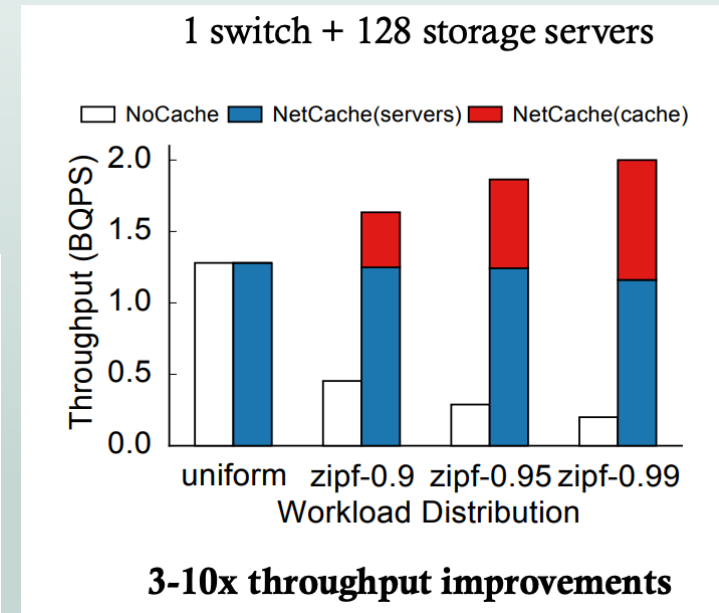 1 switch + 128 storage servers
NoCache NetCache(servers) NetCache(cache)
Throughput (BQPS)
2.0
1.5
1.0
0.5
0.0
uniform zipf-0.9 zipf-0.95 zipf-0.99
Workload Distribution
3-10x throughput improvements